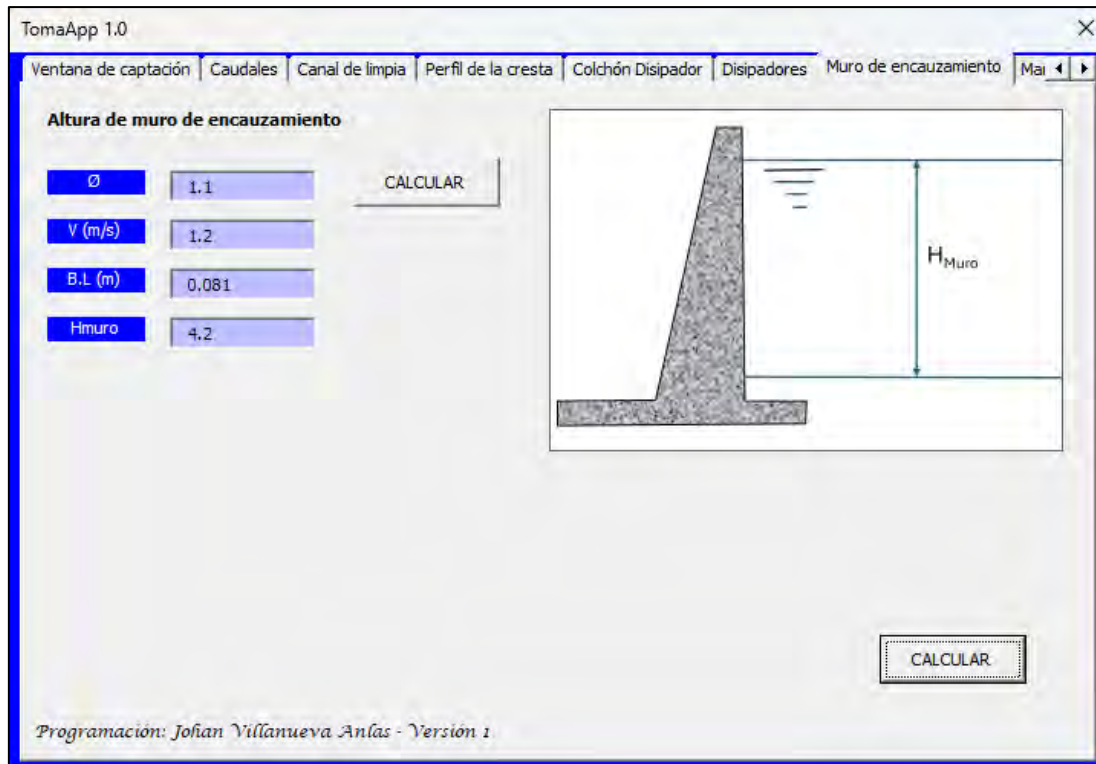 TomaApp 1.0
Ventana de captación Caudales Canal de limpia Perfil de la cresta Colchón Disipador Disipadores Muro de encauzamiento Mai
Altura de muro de encauzamiento
Ø 1.1 CALCULAR
V (m/s) 1.2
B.L (m) 0.081
Hmuro 4.2
HMuro
CALCULAR
Programación: Johan Villanueva Anlas - Versión 1